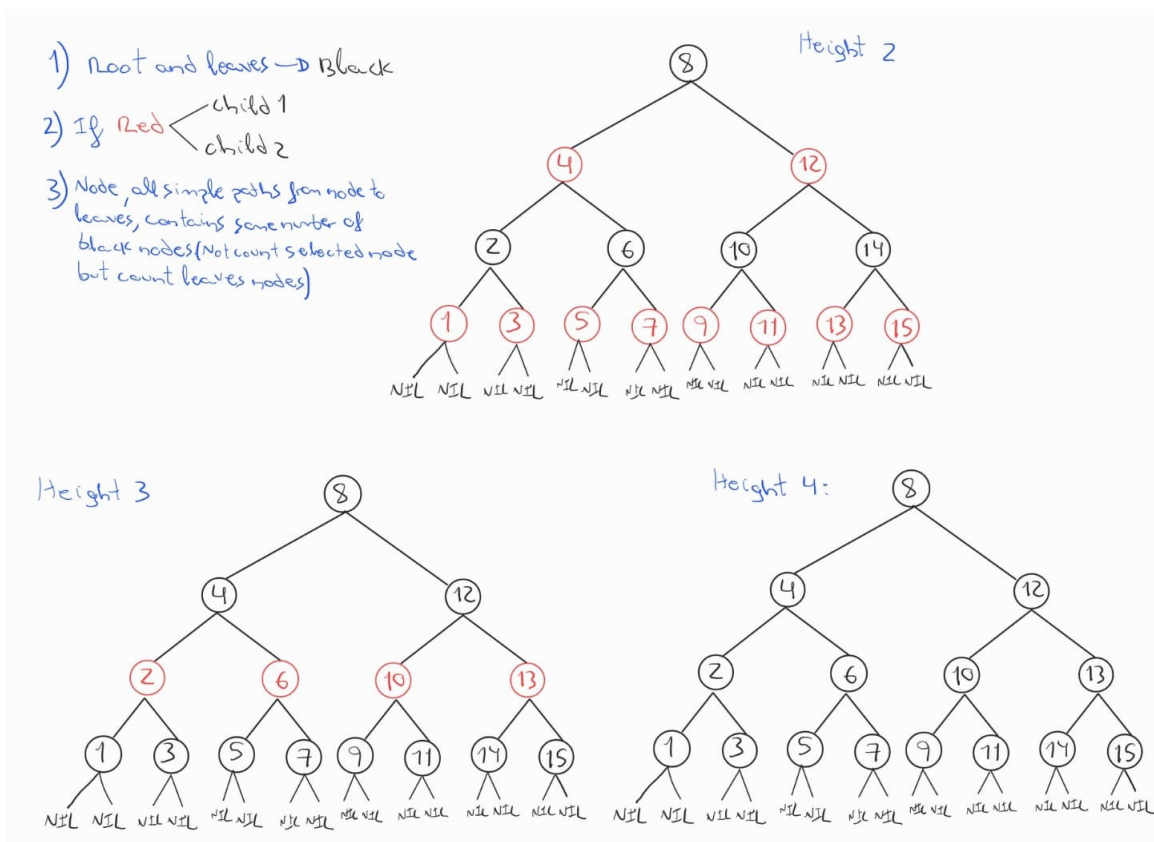 1) Root and leaves → Black
2) If Red
child 1
child 2
3) Node, all simple paths from node to
leaves, contains same number of
black nodes (Not count selected node
but count leaves nodes)
Height 2
8
4 12
2 6 10 14
1 3 5 7 9 11 13 15
NIL NIL NIL NIL NIL NIL NIL NIL NIL NIL NIL NIL NIL NIL NIL NIL
Height 3
8
4 12
2 6 10 13
1 3 5 7 9 11 14 15
NIL NIL NIL NIL NIL NIL NIL NIL NIL NIL NIL NIL NIL NIL NIL NIL
Height 4:
8
4 12
2 6 10 13
1 3 5 7 9 11 14 15
NIL NIL NIL NIL NIL NIL NIL NIL NIL NIL NIL NIL NIL NIL NIL NIL